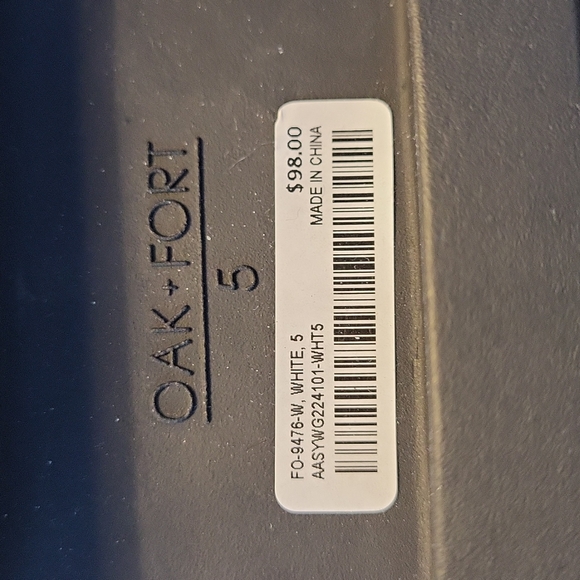 OAK + FORT
5
FO-9476-W, WHITE, 5
$98.00
AASYWG224101-WHT5
MADE IN CHINA